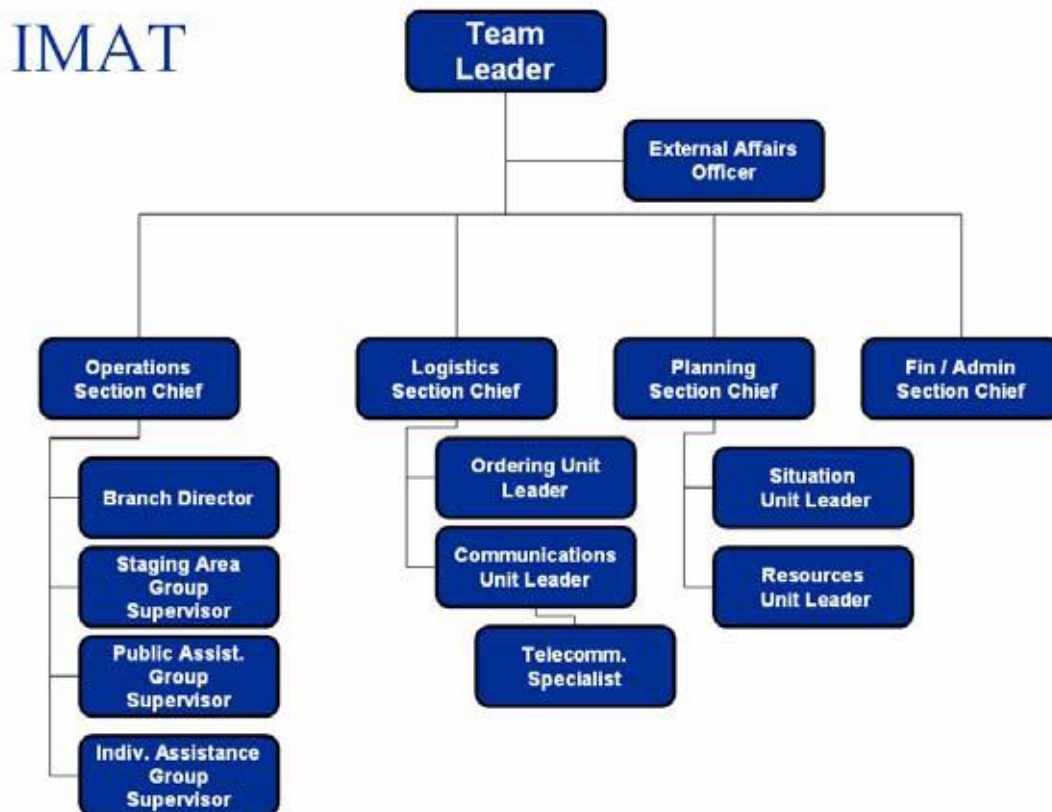 IMAT
Team
Leader
External Affairs
Officer
Operations
Section Chief
Logistics
Section Chief
Planning
Section Chief
Fin / Admin
Section Chief
Branch Director
Staging Area
Group
Supervisor
Public Assist.
Group
Supervisor
Indiv. Assistance
Group
Supervisor
Ordering Unit
Leader
Communications
Unit Leader
Telecomm.
Specialist
Situation
Unit Leader
Resources
Unit Leader